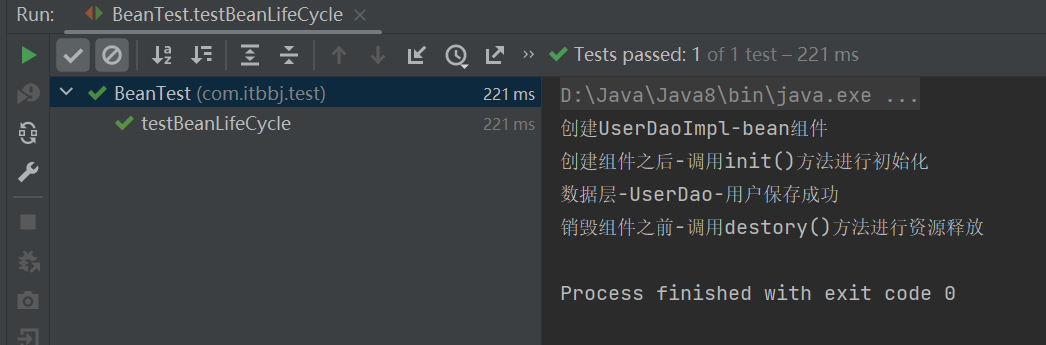 Run: BeanTest.testBeanLifeCycle
Tests passed: 1 of 1 test – 221 ms
BeanTest (com.itbbj.test) 221 ms
testBeanLifeCycle 221 ms
D:\Java\Java8\bin\java.exe ...
创建UserDaoImpl-bean组件
创建组件之后-调用init()方法进行初始化
数据层-UserDao-用户保存成功
销毁组件之前-调用destory()方法进行资源释放
Process finished with exit code 0